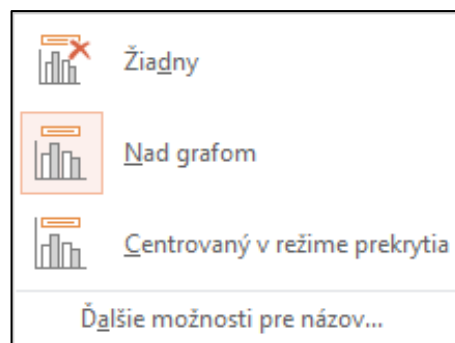 Žiadny
Nad grafom
Centrovaný v režime prekrytia
Ďalšie možnosti pre názov...